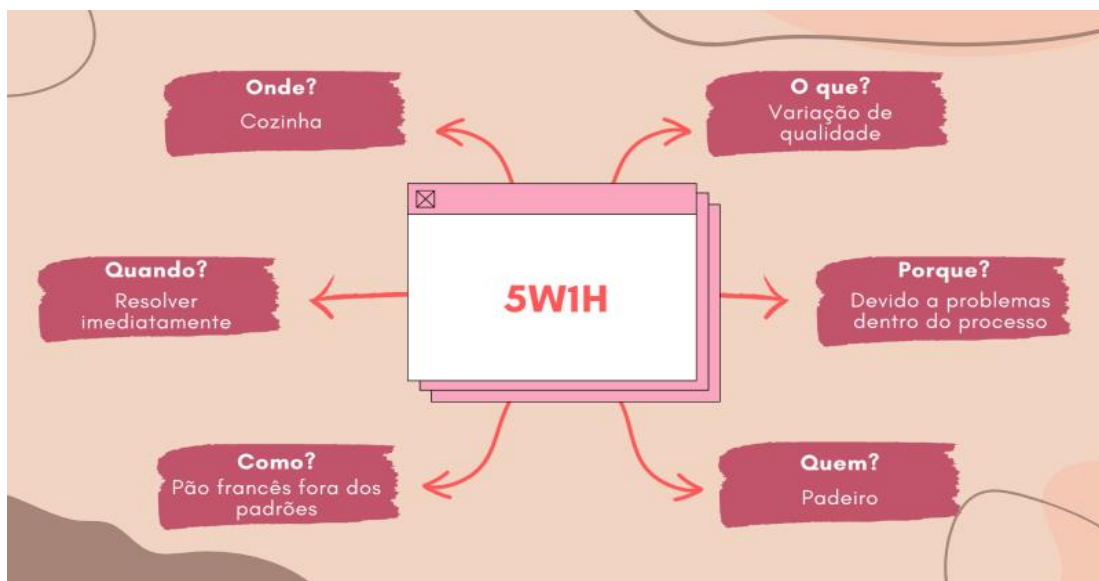 Onde?
Cozinha
O que?
Variação de
qualidade
Quando?
Resolver
imediatamente
5W1H
Porque?
Devido a problemas
dentro do processo
Como?
Pão francês fora dos
padrões
Quem?
Padeiro